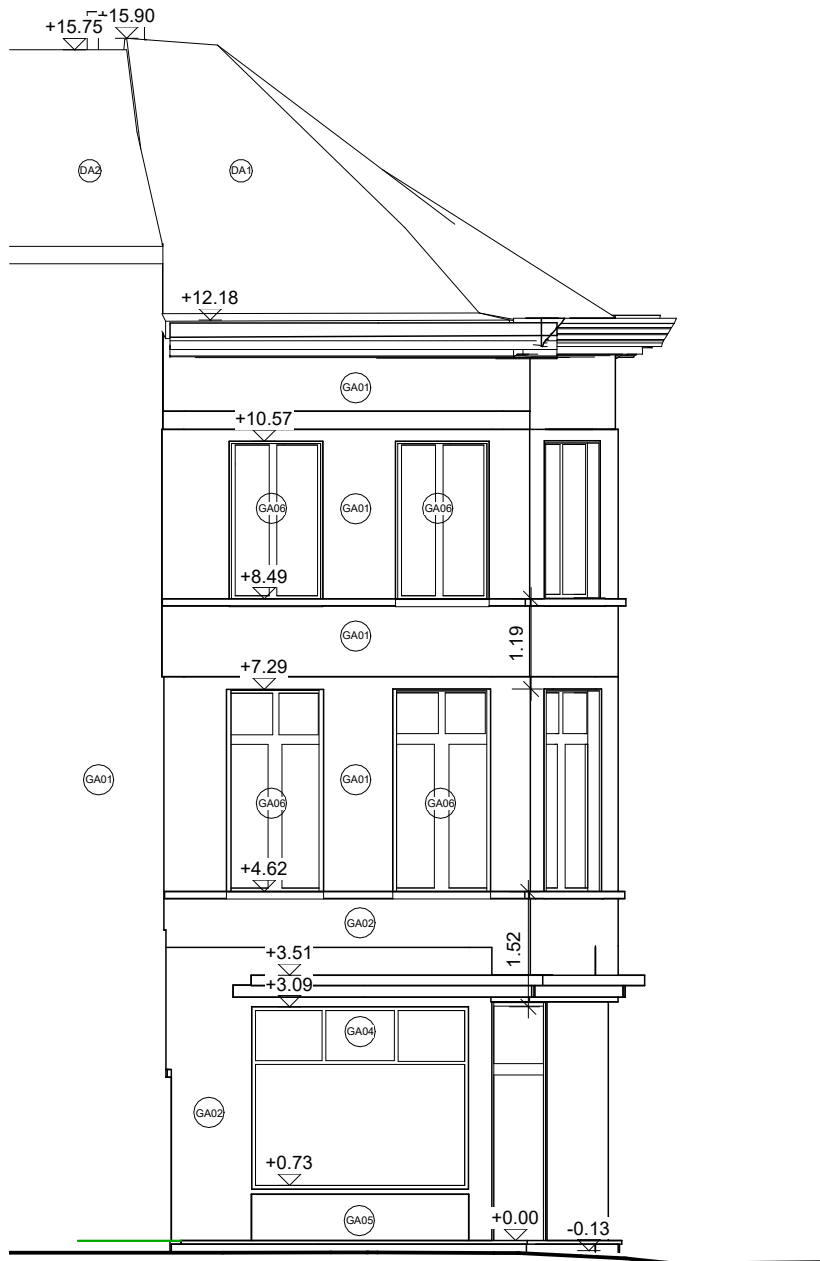 +15.90
+15.75
DA2
DA1
+12.18
GA01
+10.57
GA06
GA01
GA06
+8.49
GA01
1.19
+7.29
GA01
GA06
GA01
GA06
+4.62
GA02
1.52
+3.51
+3.09
GA04
GA02
+0.73
GA05
+0.00
-0.13